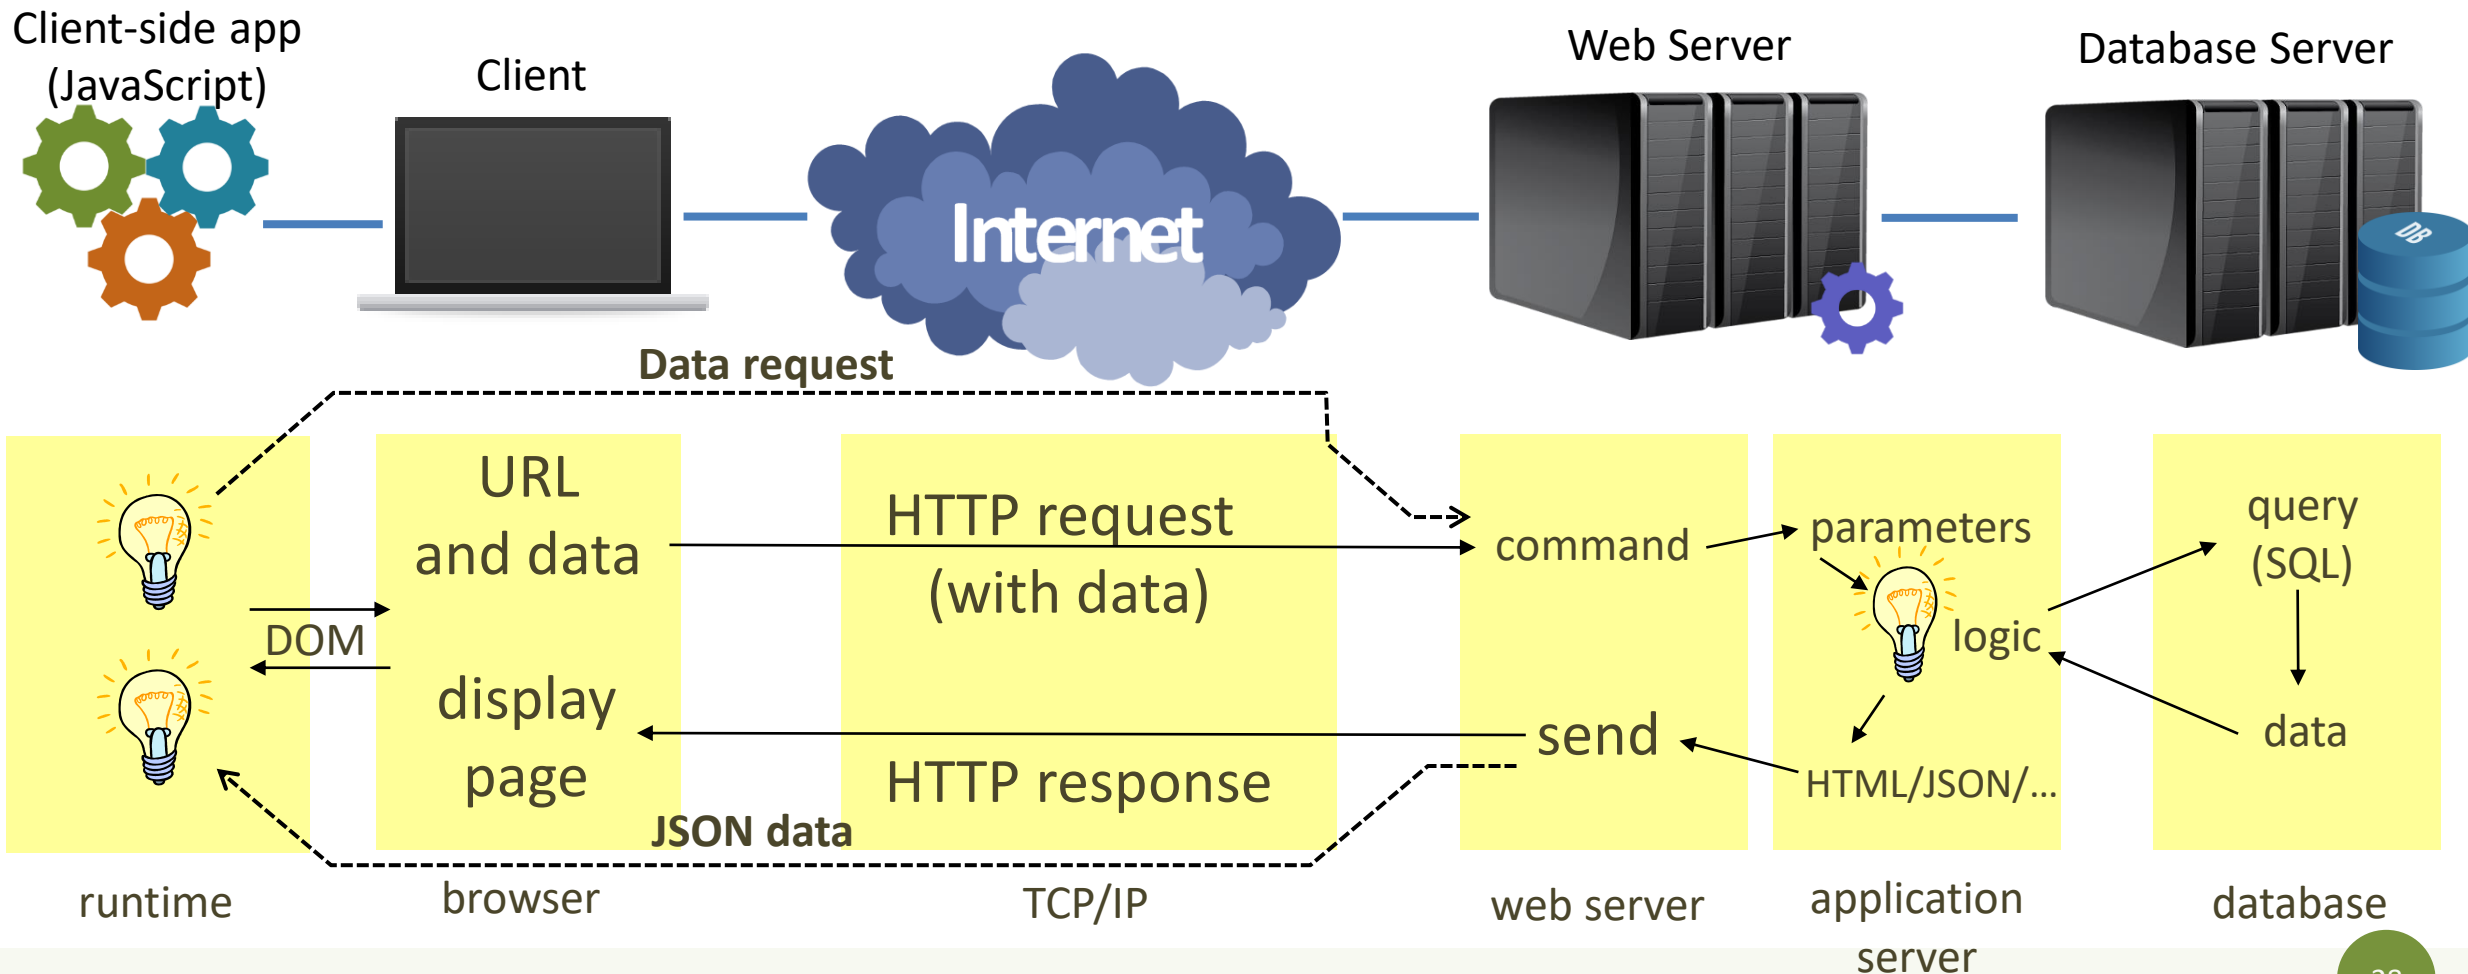 Client-side app
(JavaScript)
Client
Internet
Web Server
Database Server
DB
Data request
URL
and data
DOM
display
page
HTTP request
(with data)
HTTP response
JSON data
command
send
parameters
logic
HTML/JSON/...
query
(SQL)
data
runtime
browser
TCP/IP
web server
application
server
database